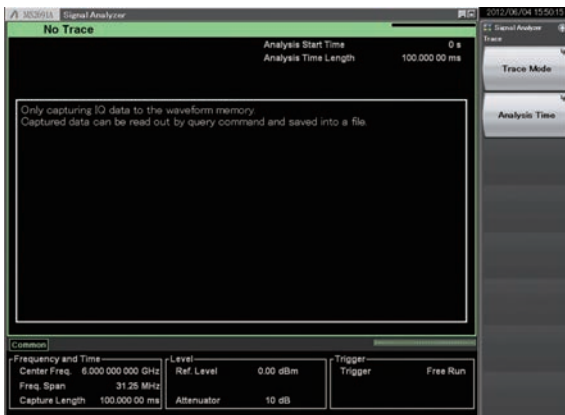 MS2691A Signal Analyzer
2012/06/04 15:50:15
No Trace
Analysis Start Time 0 s
Analysis Time Length 100.000 00 ms
Signal Analyzer
Trace
Trace Mode
Analysis Time
Only capturing IQ data to the waveform memory
Captured data can be read out by query command and saved into a file.
Common
Frequency and Time
Center Freq. 6.000 000 000 GHz
Freq. Span 31.25 MHz
Capture Length 100.000 00 ms
Level
Ref. Level 0.00 dBm
Attenuator 10 dB
Trigger
Trigger Free Run